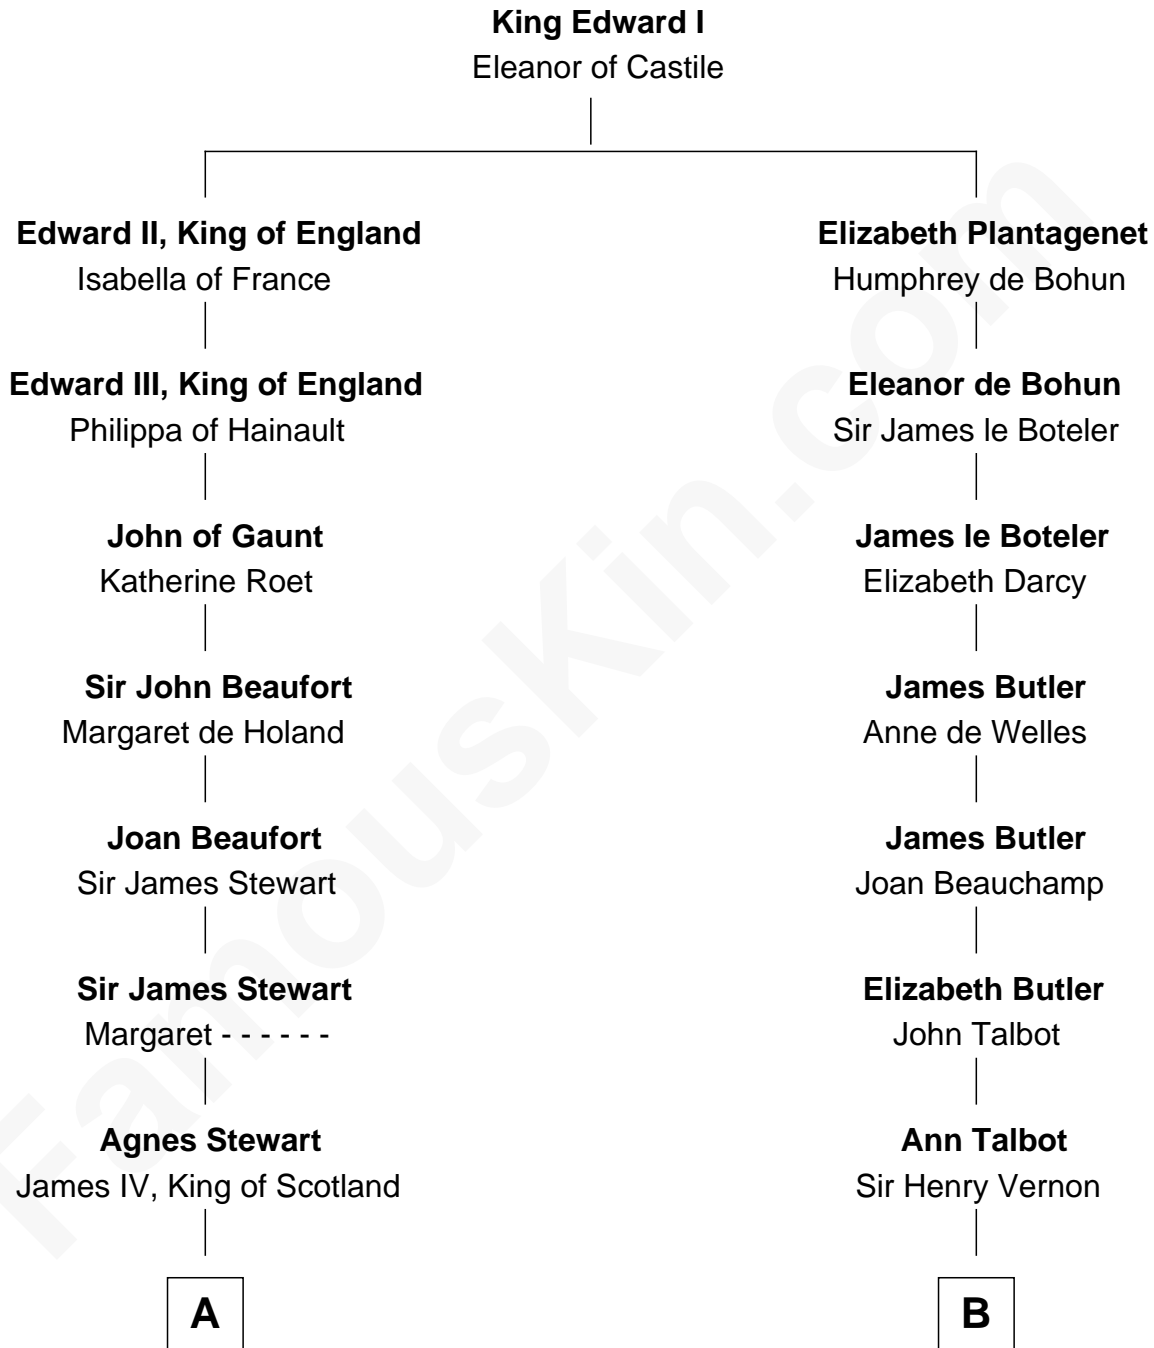 King Edward I
Eleanor of Castile
Edward II, King of England
Isabella of France
Elizabeth Plantagenet
Humphrey de Bohun
Edward III, King of England
Philippa of Hainault
Eleanor de Bohun
Sir James le Boteler
John of Gaunt
Katherine Roet
James le Boteler
Elizabeth Darcy
Sir John Beaufort
Margaret de Holand
James Butler
Anne de Welles
Joan Beaufort
Sir James Stewart
James Butler
Joan Beauchamp
Sir James Stewart
Margaret - - - - - -
Elizabeth Butler
John Talbot
Agnes Stewart
James IV, King of Scotland
Ann Talbot
Sir Henry Vernon
A
B
FamousKin.com